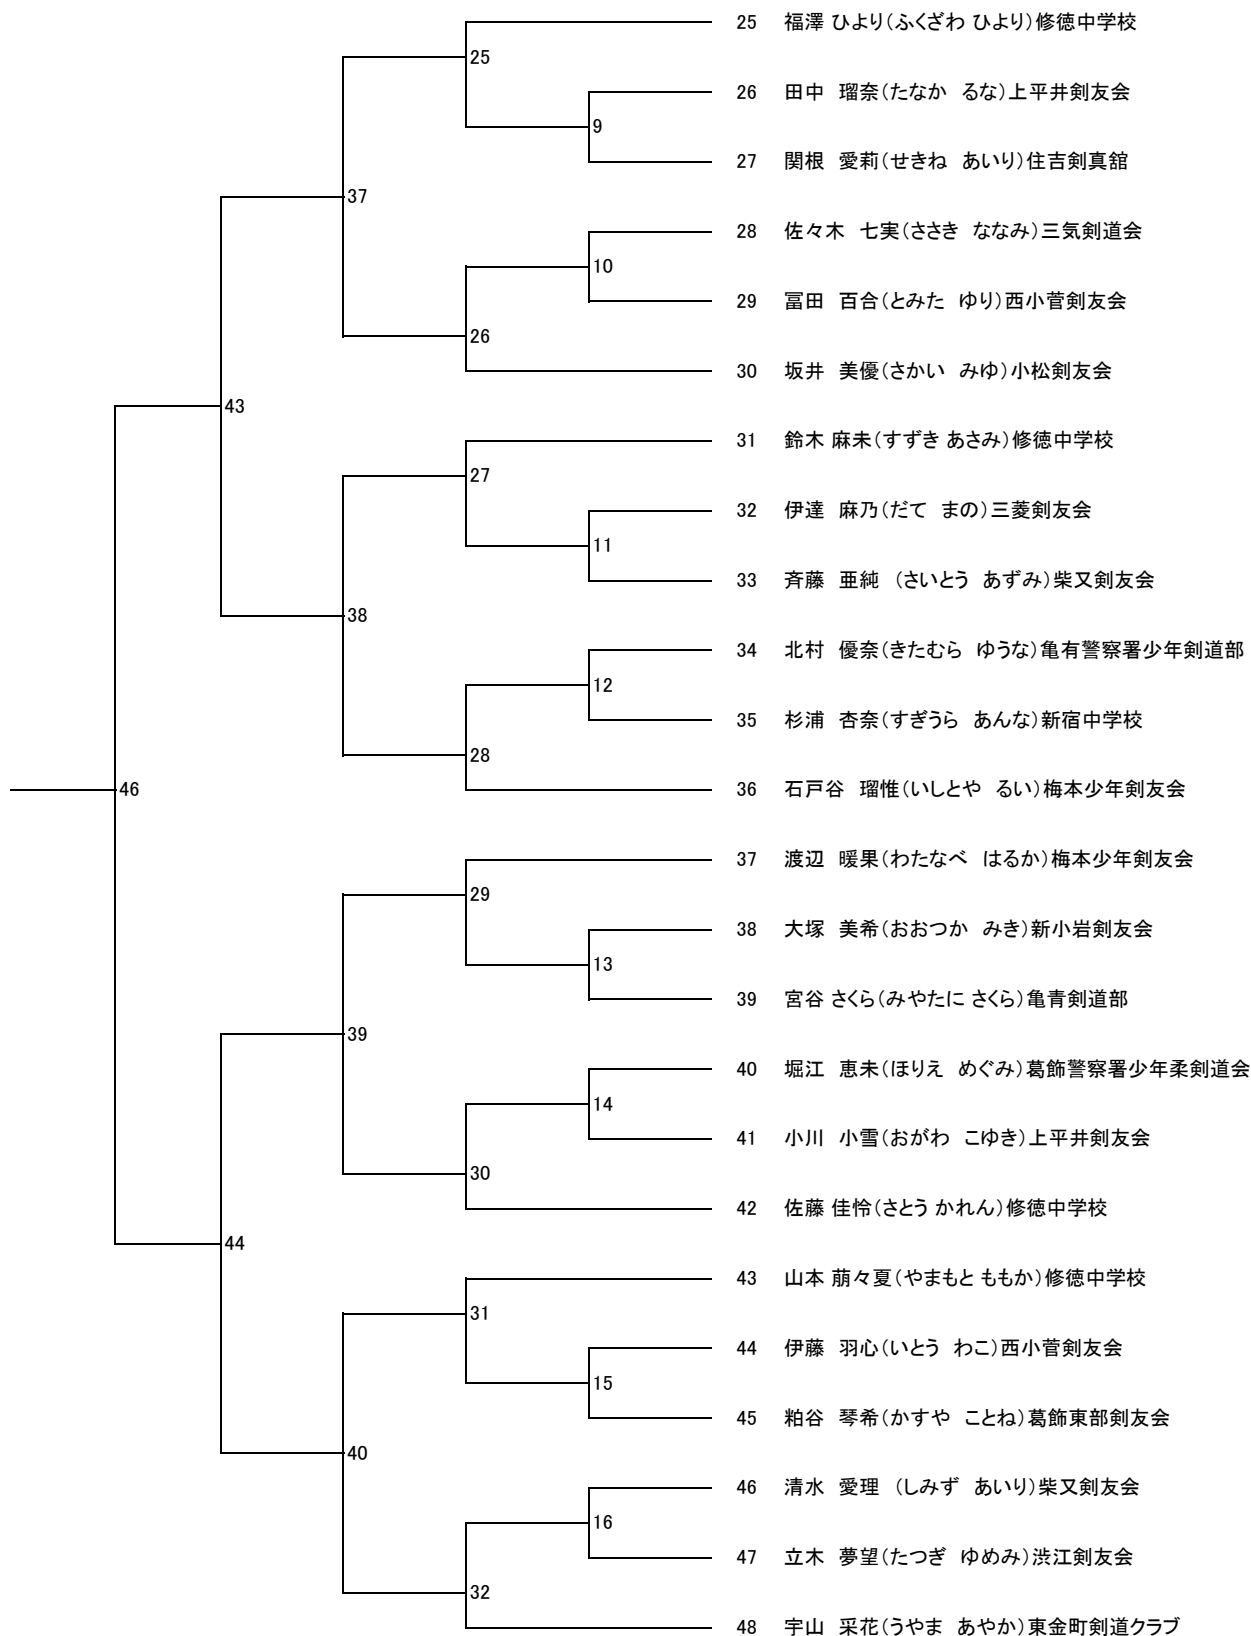 25 福澤 ひより（ふくざわ ひより）修徳中学校
25
26 田中 瑠奈（たなか るな）上平井剣友会
9
27 関根 愛莉（せきね あいり）住吉剣真舘
37
28 佐々木 七実（ささき ななみ）三気剣道会
10
29 冨田 百合（とみた ゆり）西小菅剣友会
26
30 坂井 美優（さかい みゆ）小松剣友会
43
31 鈴木 麻未（すずき あさみ）修徳中学校
27
32 伊達 麻乃（だて まの）三菱剣友会
11
33 斉藤 亜純 （さいとう あずみ）柴又剣友会
38
34 北村 優奈（きたむら ゆうな）亀有警察署少年剣道部
12
35 杉浦 杏奈（すぎうら あんな）新宿中学校
28
36 石戸谷 瑠惟（いしとや るい）梅本少年剣友会
46
37 渡辺 暖果（わたなべ はるか）梅本少年剣友会
29
38 大塚 美希（おおつか みき）新小岩剣友会
13
39 宮谷 さくら（みやたに さくら）亀青剣道部
39
40 堀江 恵未（ほりえ めぐみ）葛飾警察署少年柔剣道会
14
41 小川 小雪（おがわ こゆき）上平井剣友会
30
42 佐藤 佳怜（さとう かれん）修徳中学校
44
43 山本 萠々夏（やまもと ももか）修徳中学校
31
44 伊藤 羽心（いとう わこ）西小菅剣友会
15
45 粕谷 琴希（かすや ことね）葛飾東部剣友会
40
46 清水 愛理 （しみず あいり）柴又剣友会
16
47 立木 夢望（たつぎ ゆめみ）渋江剣友会
32
48 宇山 采花（うやま あやか）東金町剣道クラブ